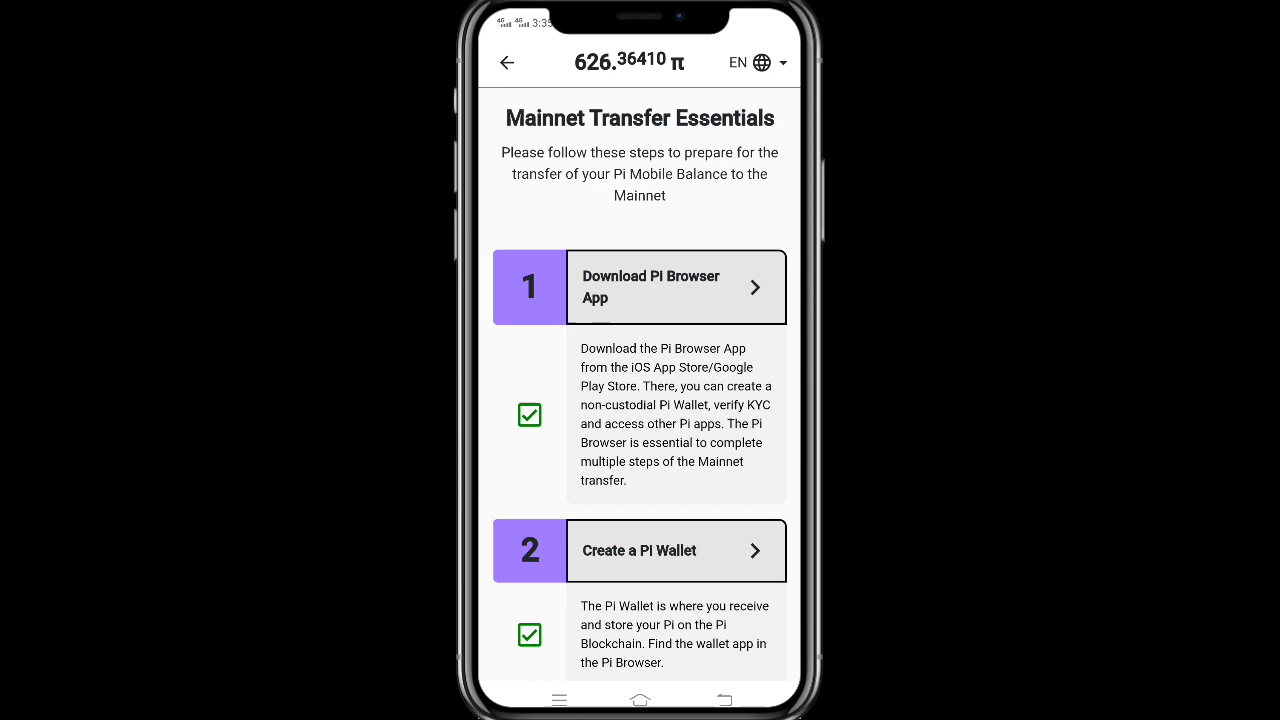 4G 4G 3:35
626.36410 π EN
Mainnet Transfer Essentials
Please follow these steps to prepare for the
transfer of your Pi Mobile Balance to the
Mainnet
1 Download Pi Browser
App
Download the Pi Browser App
from the iOS App Store/Google
Play Store. There, you can create a
non-custodial Pi Wallet, verify KYC
and access other Pi apps. The Pi
Browser is essential to complete
multiple steps of the Mainnet
transfer.
2 Create a Pi Wallet
The Pi Wallet is where you receive
and store your Pi on the Pi
Blockchain. Find the wallet app in
the Pi Browser.